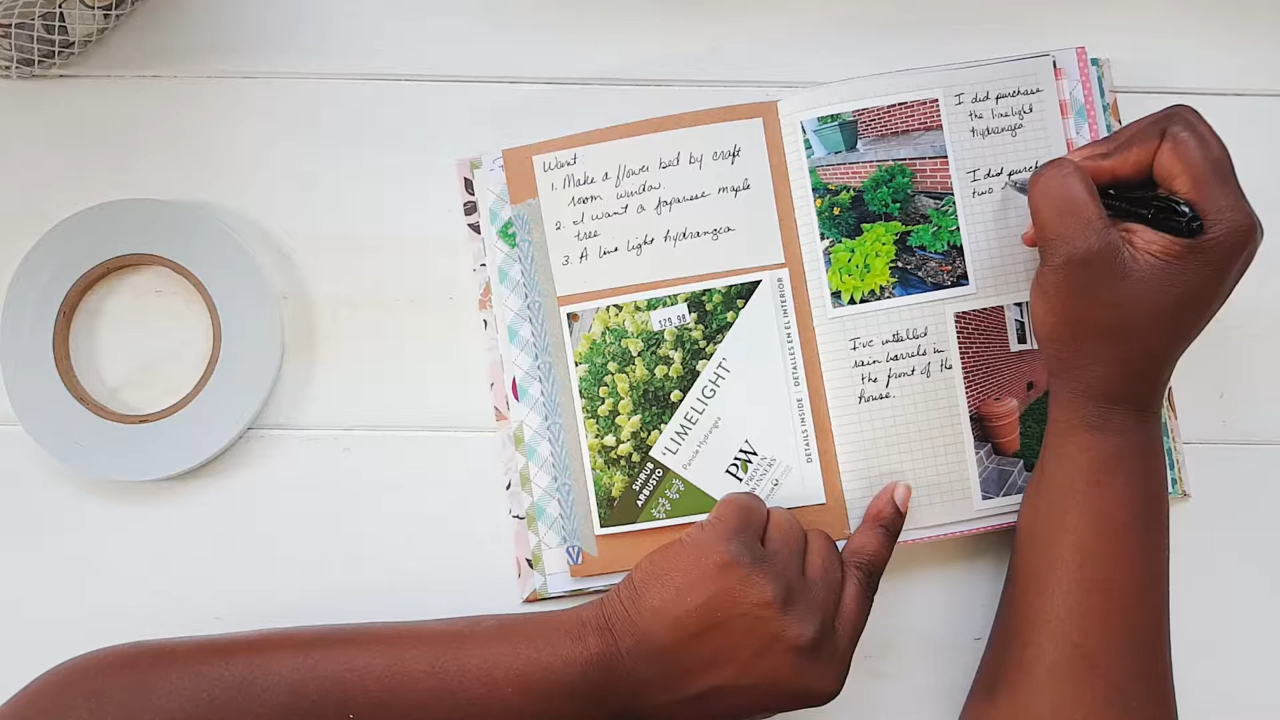 Want:
1. Make a flower bed by craft
room window.
2. I want a Japanese maple
tree
3. A lime light hydrangea
$29.98
'LIMELIGHT'
Panicle Hydrangea
SHRUB
ARBUSTO
PW
PROVEN
WINNERS
DETAILS INSIDE | DETALLES EN EL INTERIOR
I did purchase
the limelight
hydrangea
I did purch
two
I've installed
rain barrels in
the front of the
house.